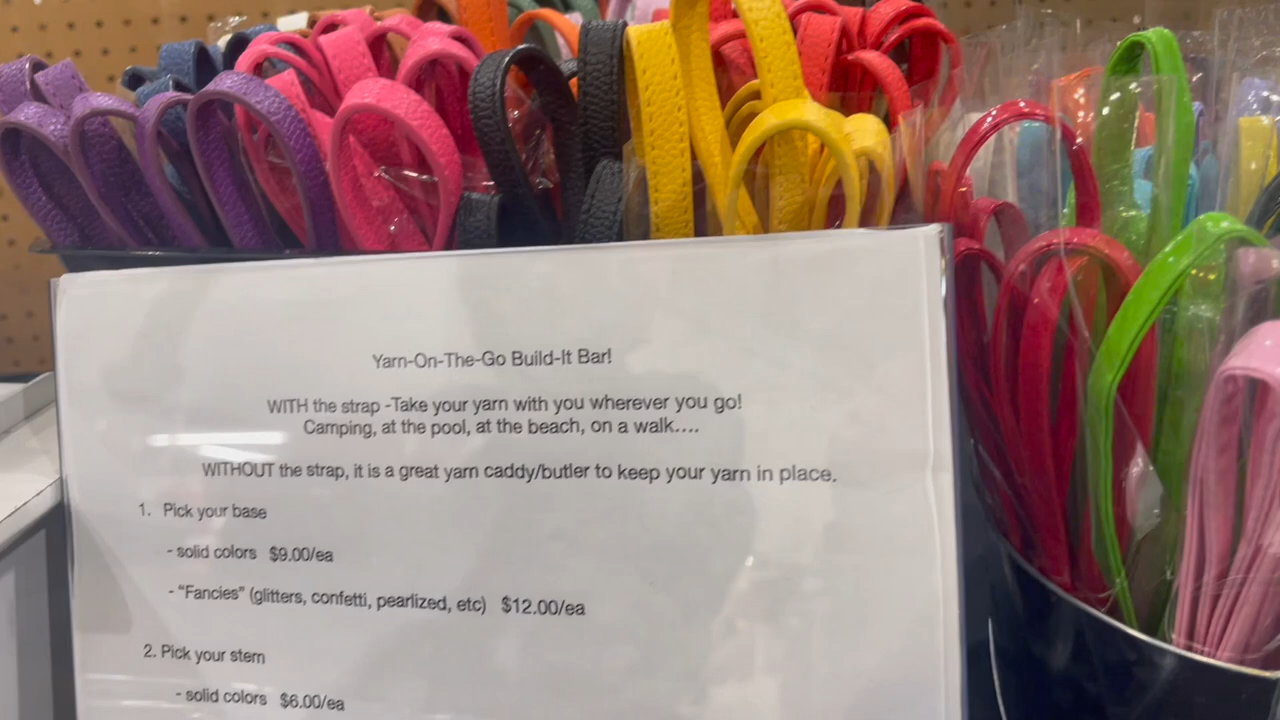 Yarn-On-The-Go Build-It Bar!
WITH the strap -Take your yarn with you wherever you go!
Camping, at the pool, at the beach, on a walk....
WITHOUT the strap, it is a great yarn caddy/butler to keep your yarn in place.
1. Pick your base
- solid colors $9.00/ea
- “Fancies” (glitters, confetti, pearlized, etc) $12.00/ea
2. Pick your stem
- solid colors $6.00/ea